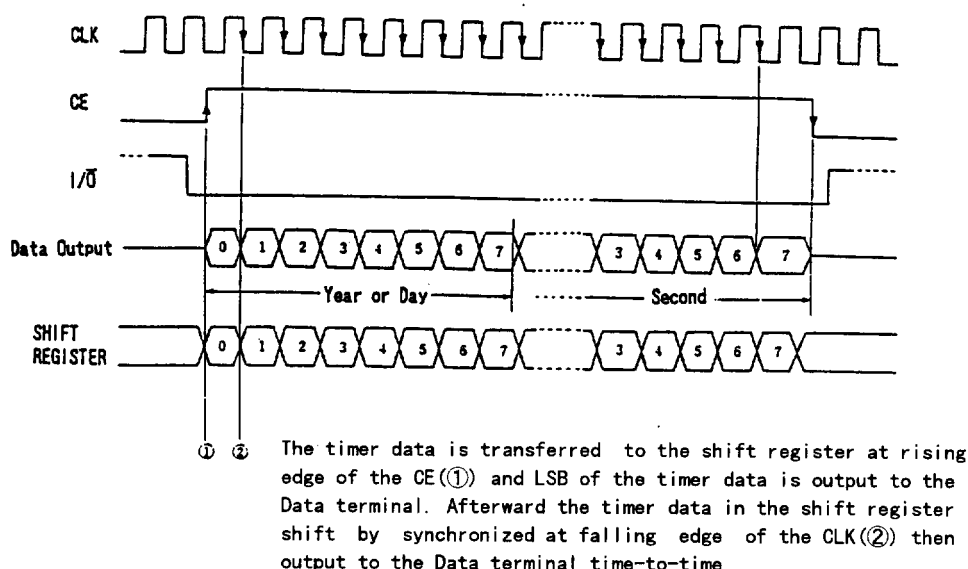 CLK
CE
I/O̅
Data Output 0 1 2 3 4 5 6 7 3 4 5 6 7
Year or Day Second
SHIFT
REGISTER 0 1 2 3 4 5 6 7 3 4 5 6 7
① ②
The timer data is transferred to the shift register at rising
edge of the CE(①) and LSB of the timer data is output to the
Data terminal. Afterward the timer data in the shift register
shift by synchronized at falling edge of the CLK(②) then
output to the Data terminal time-to-time